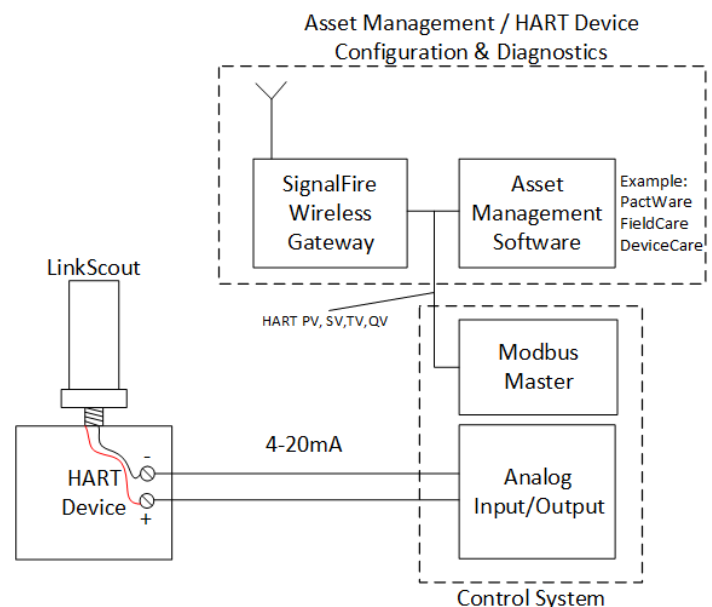 Asset Management / HART Device
Configuration & Diagnostics
SignalFire
Wireless
Gateway
Asset
Management
Software
Example:
PactWare
FieldCare
DeviceCare
LinkScout
HART PV, SV,TV,QV
Modbus
Master
4-20mA
-
HART
Device
+
Analog
Input/Output
Control System